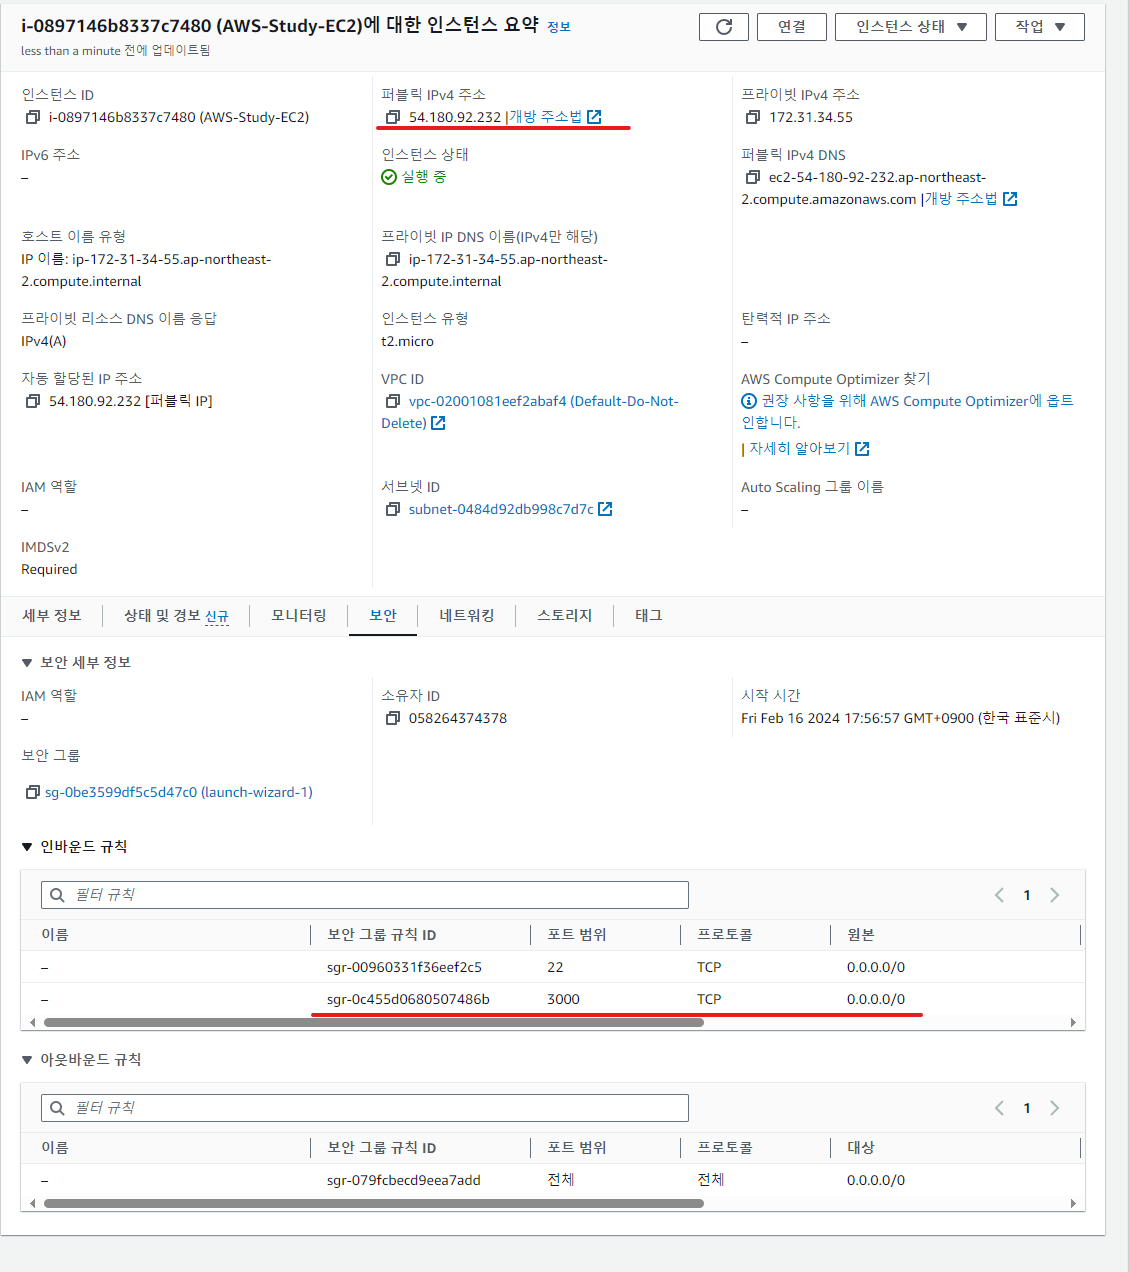 i-0897146b8337c7480 (AWS-Study-EC2)에 대한 인스턴스 요약 정보
less than a minute 전에 업데이트됨
연결
인스턴스 상태 ▼
작업 ▼
인스턴스 ID
i-0897146b8337c7480 (AWS-Study-EC2)
퍼블릭 IPv4 주소
54.180.92.232 |개방 주소법
프라이빗 IPv4 주소
172.31.34.55
IPv6 주소
–
인스턴스 상태
실행 중
퍼블릭 IPv4 DNS
ec2-54-180-92-232.ap-northeast-
2.compute.amazonaws.com |개방 주소법
호스트 이름 유형
IP 이름: ip-172-31-34-55.ap-northeast-
2.compute.internal
프라이빗 IP DNS 이름(IPv4만 해당)
ip-172-31-34-55.ap-northeast-
2.compute.internal
프라이빗 리소스 DNS 이름 응답
IPv4(A)
인스턴스 유형
t2.micro
탄력적 IP 주소
–
자동 할당된 IP 주소
54.180.92.232 [퍼블릭 IP]
VPC ID
vpc-02001081eef2abaf4 (Default-Do-Not-
Delete)
AWS Compute Optimizer 찾기
권장 사항을 위해 AWS Compute Optimizer에 옵트
인합니다.
| 자세히 알아보기
IAM 역할
–
서브넷 ID
subnet-0484d92db998c7d7c
Auto Scaling 그룹 이름
–
IMDSv2
Required
세부 정보
상태 및 경보 신규
모니터링
보안
네트워킹
스토리지
태그
▼ 보안 세부 정보
IAM 역할
–
소유자 ID
058264374378
시작 시간
Fri Feb 16 2024 17:56:57 GMT+0900 (한국 표준시)
보안 그룹
sg-0be3599df5c5d47c0 (launch-wizard-1)
▼ 인바운드 규칙
필터 규칙
1
이름 보안 그룹 규칙 ID 포트 범위 프로토콜 원본
– sgr-00960331f36eef2c5 22 TCP 0.0.0.0/0
– sgr-0c455d0680507486b 3000 TCP 0.0.0.0/0
▼ 아웃바운드 규칙
필터 규칙
1
이름 보안 그룹 규칙 ID 포트 범위 프로토콜 대상
– sgr-079fcbecd9eea7add 전체 전체 0.0.0.0/0